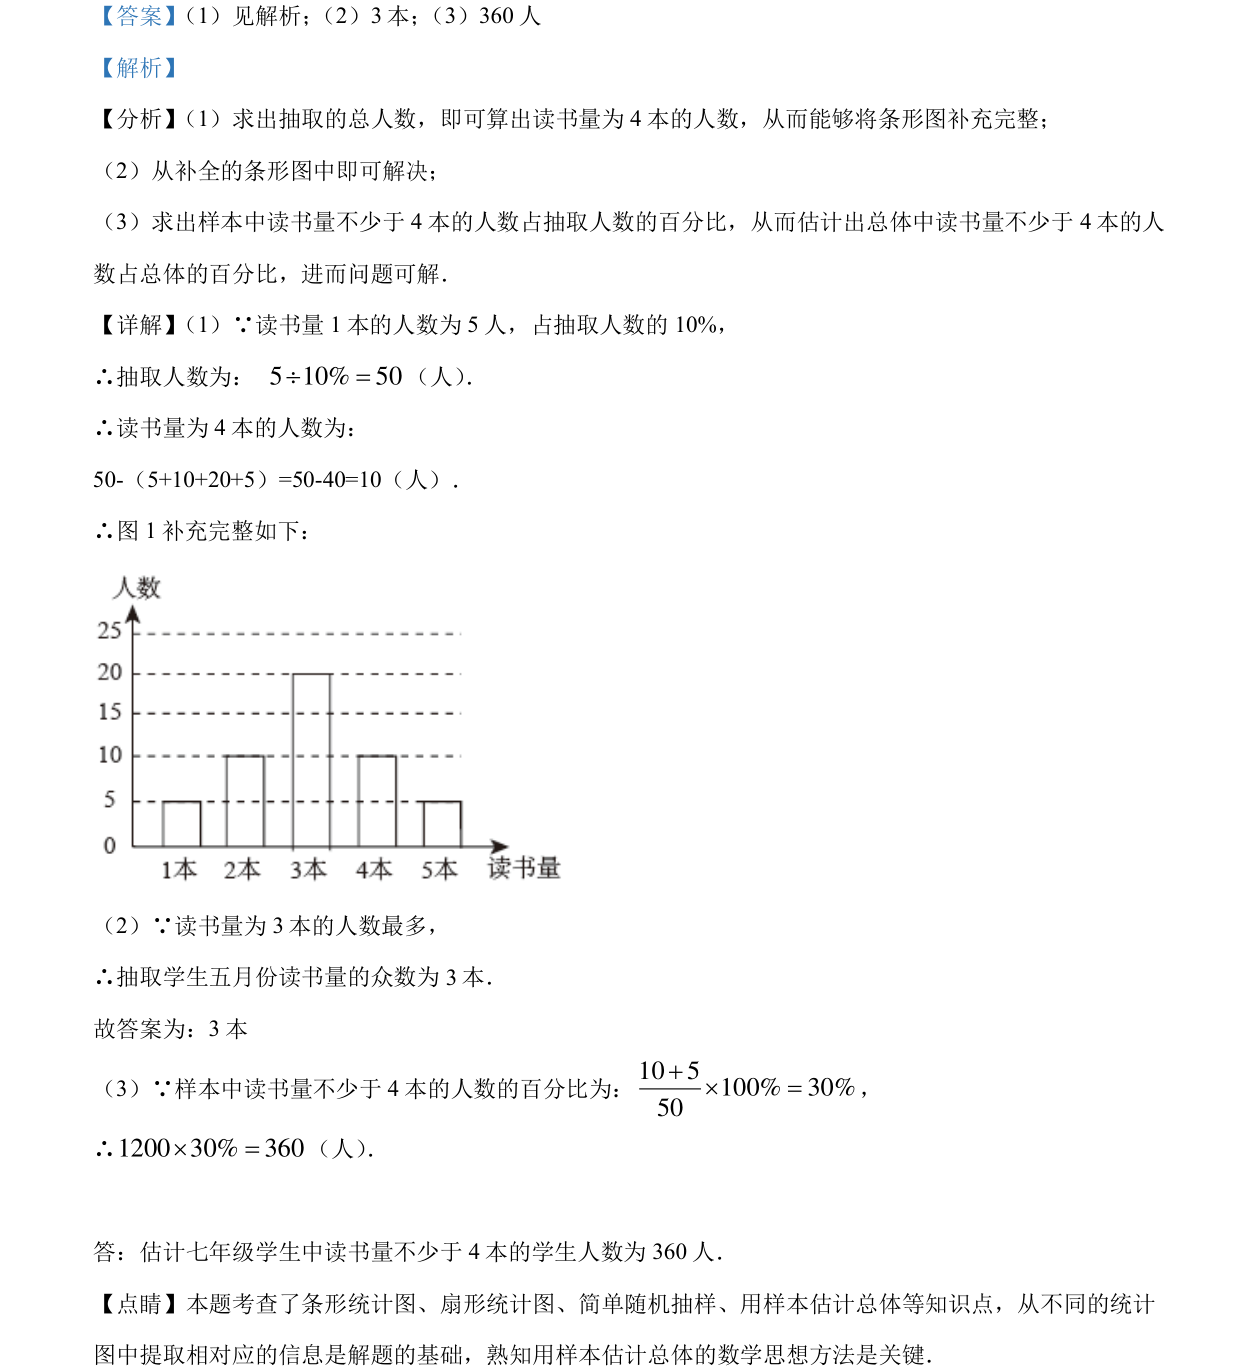 【答案】（1）见解析；（2）3 本；（3）360 人
【解析】
【分析】（1）求出抽取的总人数，即可算出读书量为 4 本的人数，从而能够将条形图补充完整；
（2）从补全的条形图中即可解决；
（3）求出样本中读书量不少于 4 本的人数占抽取人数的百分比，从而估计出总体中读书量不少于 4 本的人
数占总体的百分比，进而问题可解．
【详解】（1）∵读书量 1 本的人数为 5 人，占抽取人数的 10%，
∴抽取人数为： 5÷10% = 50（人）．
∴读书量为 4 本的人数为：
50-（5+10+20+5）=50-40=10（人）．
∴图 1 补充完整如下：
人数
25
20
15
10
5
0
1本 2本 3本 4本 5本 读书量
（2）∵读书量为 3 本的人数最多，
∴抽取学生五月份读书量的众数为 3 本．
故答案为：3 本
（3）∵样本中读书量不少于 4 本的人数的百分比为：(10+5)/50 ×100% = 30%，
∴1200×30% = 360（人）．
答：估计七年级学生中读书量不少于 4 本的学生人数为 360 人．
【点睛】本题考查了条形统计图、扇形统计图、简单随机抽样、用样本估计总体等知识点，从不同的统计
图中提取相对应的信息是解题的基础，熟知用样本估计总体的数学思想方法是关键．